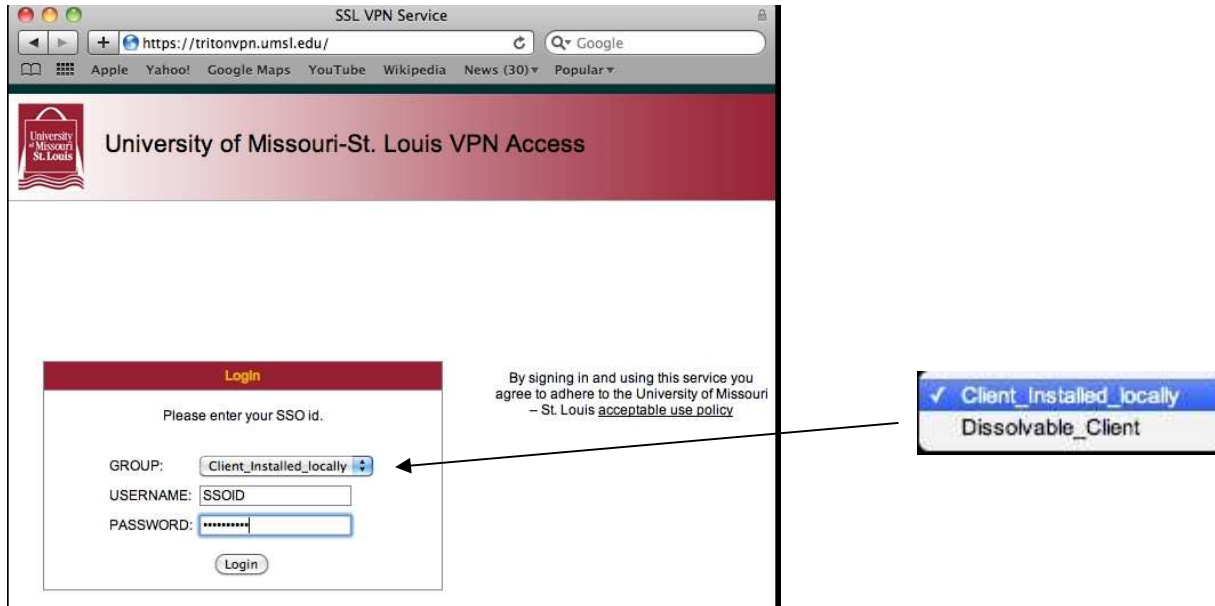 SSL VPN Service
https://tritonvpn.umsl.edu/
Google
Apple Yahoo! Google Maps YouTube Wikipedia News (30) Popular
University of Missouri St. Louis
University of Missouri-St. Louis VPN Access
Login
Please enter your SSO id.
GROUP: Client_Installed_locally
USERNAME: SSOID
PASSWORD: ••••••••••
Login
By signing in and using this service you
agree to adhere to the University of Missouri
– St. Louis acceptable use policy
✓ Client_Installed_locally
Dissolvable_Client